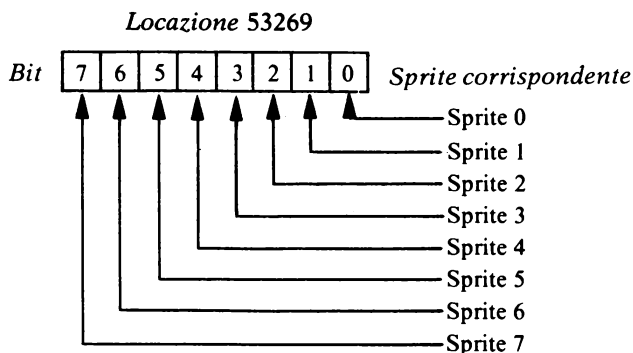 Locazione 53269
Bit 7 6 5 4 3 2 1 0 Sprite corrispondente
Sprite 0
Sprite 1
Sprite 2
Sprite 3
Sprite 4
Sprite 5
Sprite 6
Sprite 7